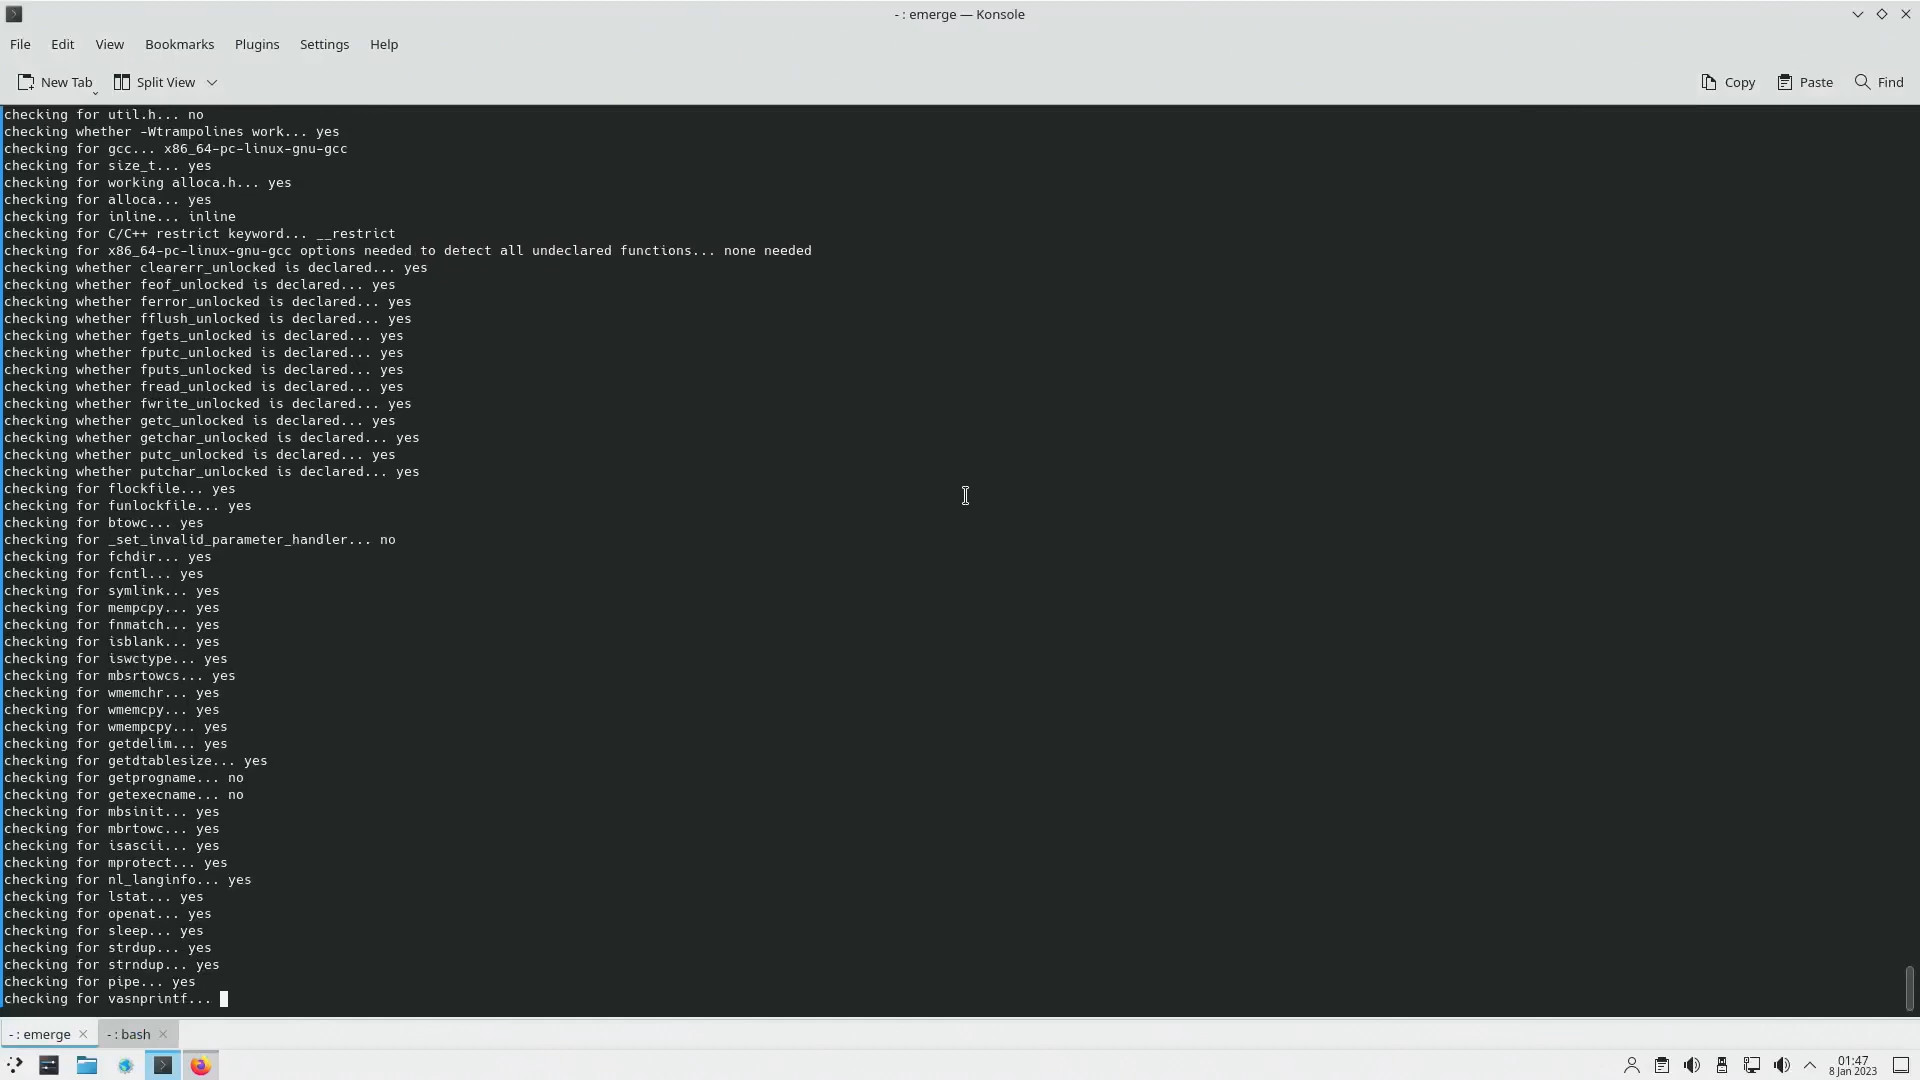 - : emerge — Konsole
File Edit View Bookmarks Plugins Settings Help
New Tab Split View Copy Paste Find
checking for util.h... no
checking whether -Wtrampolines work... yes
checking for gcc... x86_64-pc-linux-gnu-gcc
checking for size_t... yes
checking for working alloca.h... yes
checking for alloca... yes
checking for inline... inline
checking for C/C++ restrict keyword... __restrict
checking for x86_64-pc-linux-gnu-gcc options needed to detect all undeclared functions... none needed
checking whether clearerr_unlocked is declared... yes
checking whether feof_unlocked is declared... yes
checking whether ferror_unlocked is declared... yes
checking whether fflush_unlocked is declared... yes
checking whether fgets_unlocked is declared... yes
checking whether fputc_unlocked is declared... yes
checking whether fputs_unlocked is declared... yes
checking whether fread_unlocked is declared... yes
checking whether fwrite_unlocked is declared... yes
checking whether getc_unlocked is declared... yes
checking whether getchar_unlocked is declared... yes
checking whether putc_unlocked is declared... yes
checking whether putchar_unlocked is declared... yes
checking for flockfile... yes
checking for funlockfile... yes
checking for btowc... yes
checking for _set_invalid_parameter_handler... no
checking for fchdir... yes
checking for fcntl... yes
checking for symlink... yes
checking for mempcpy... yes
checking for fnmatch... yes
checking for isblank... yes
checking for iswctype... yes
checking for mbsrtowcs... yes
checking for wmemchr... yes
checking for wmemcpy... yes
checking for wmempcpy... yes
checking for getdelim... yes
checking for getdtablesize... yes
checking for getprogname... no
checking for getexecname... no
checking for mbsinit... yes
checking for mbrtowc... yes
checking for isascii... yes
checking for mprotect... yes
checking for nl_langinfo... yes
checking for lstat... yes
checking for openat... yes
checking for sleep... yes
checking for strdup... yes
checking for strndup... yes
checking for pipe... yes
checking for vasnprintf...
- : emerge - : bash
01:47
8 Jan 2023